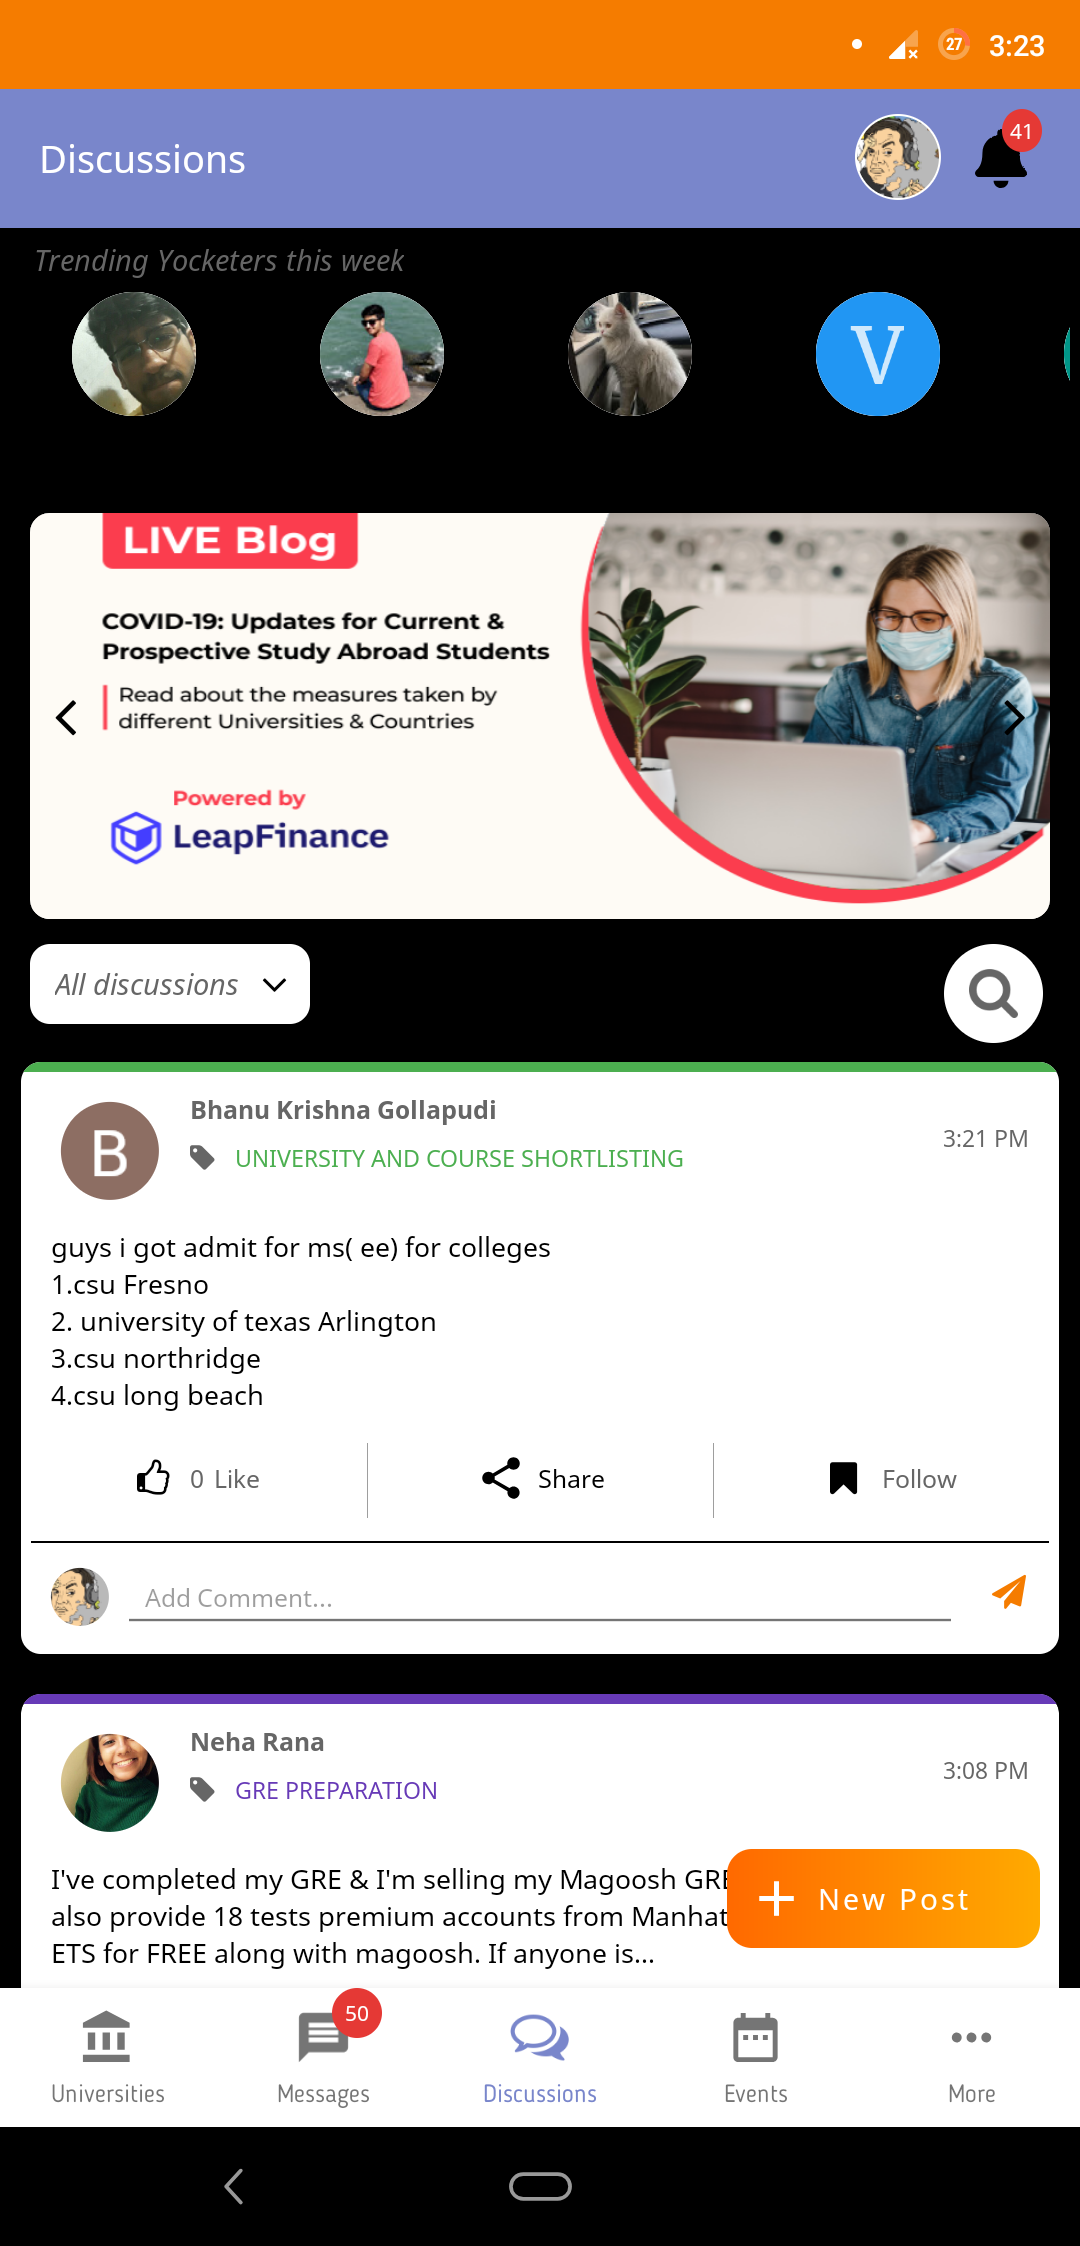 27 3:23
Discussions
41
Trending Yocketers this week
V
LIVE Blog
COVID-19: Updates for Current &
Prospective Study Abroad Students
Read about the measures taken by
different Universities & Countries
Powered by
LeapFinance
All discussions
B
Bhanu Krishna Gollapudi
UNIVERSITY AND COURSE SHORTLISTING
3:21 PM
guys i got admit for ms( ee) for colleges
1.csu Fresno
2. university of texas Arlington
3.csu northridge
4.csu long beach
0 Like
Share
Follow
Add Comment...
Neha Rana
GRE PREPARATION
3:08 PM
I've completed my GRE & I'm selling my Magoosh GRE
also provide 18 tests premium accounts from Manhat
ETS for FREE along with magoosh. If anyone is...
New Post
50
Universities
Messages
Discussions
Events
More